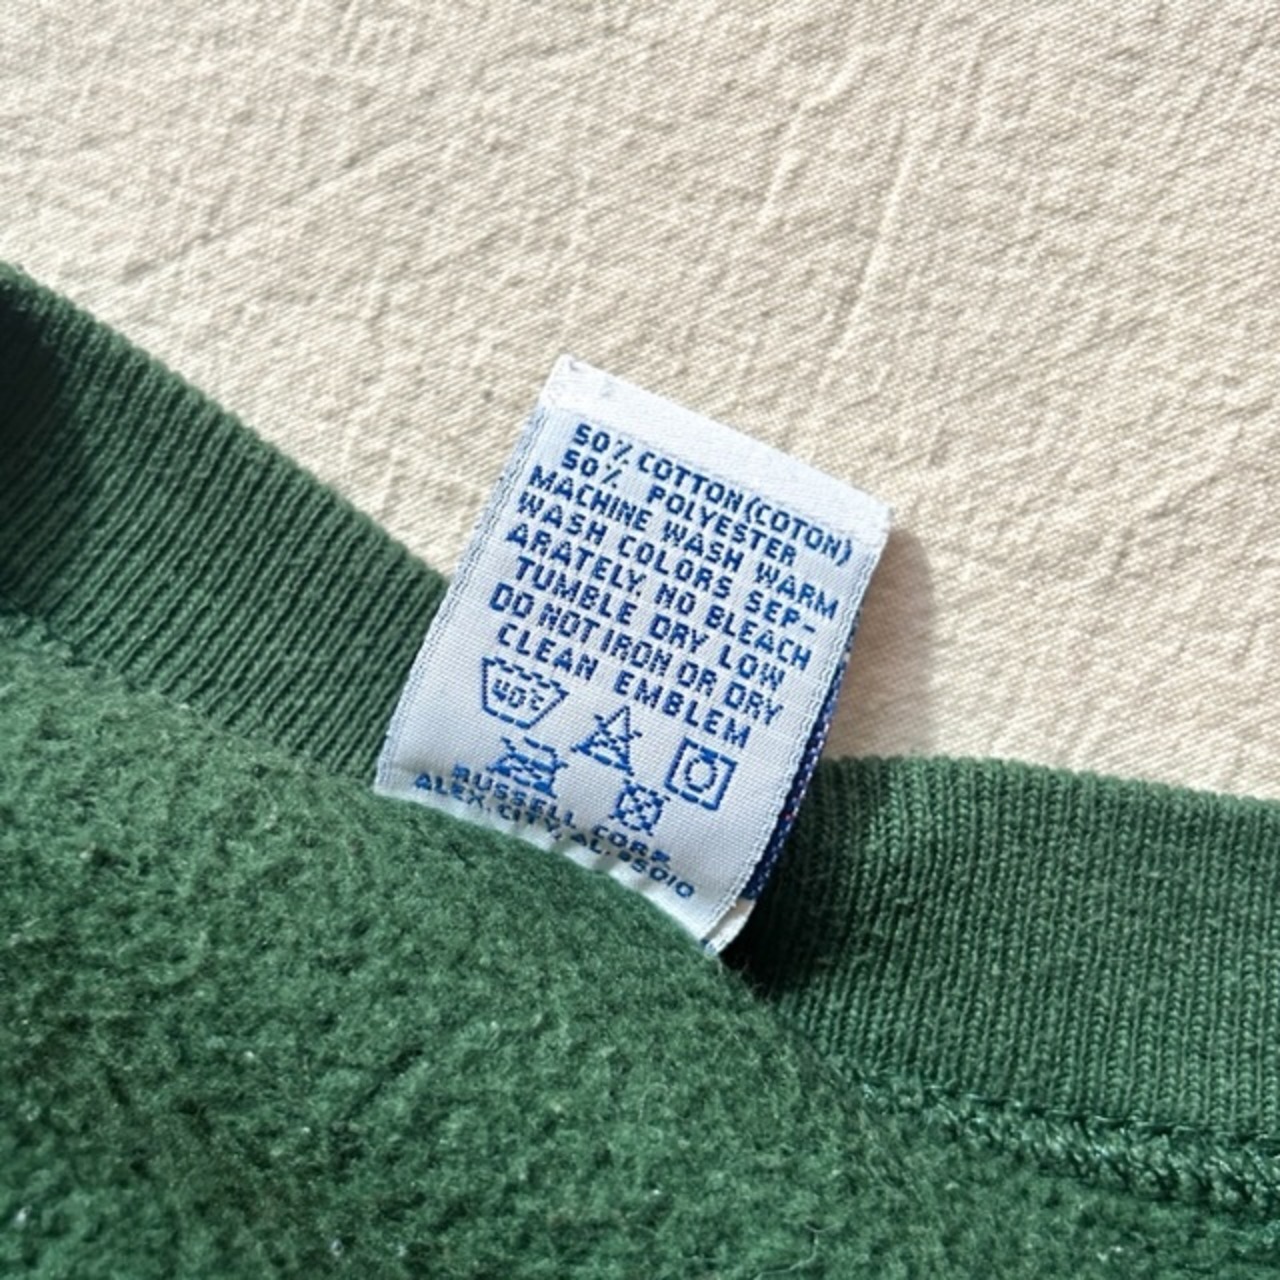 50% COTTON(COTON)
50% POLYESTER
MACHINE WASH WARM
WASH COLORS SEP-
ARATELY. NO BLEACH
TUMBLE DRY LOW
DO NOT IRON OR DRY
CLEAN EMBLEM
40°C
RUSSELL CORP
ALEX. CITY, AL. 35010